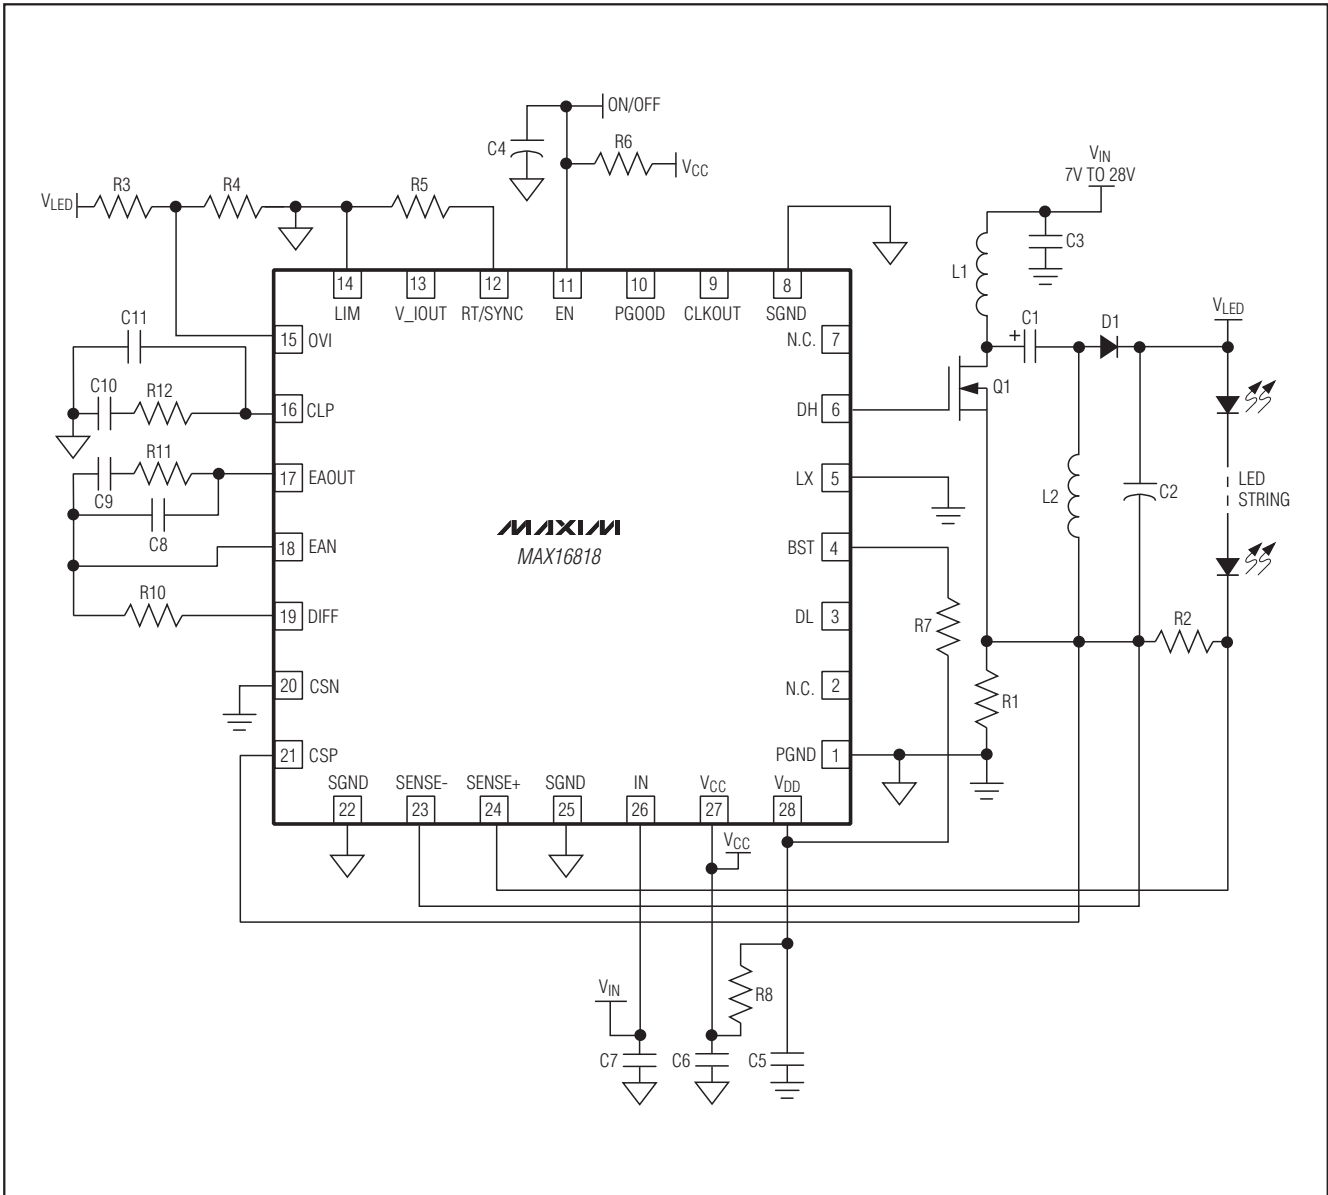 ON/OFF
C4
R6
VCC
VIN
7V TO 28V
VLED
R3
R4
R5
C3
L1
14
13
12
11
10
9
8
LIM
V_IOUT
RT/SYNC
EN
PGOOD
CLKOUT
SGND
C11
15
OVI
N.C.
7
C1
+
D1
VLED
Q1
C10
R12
16
CLP
DH
6
R11
17
EAOUT
LX
5
C9
C8
L2
C2
LED
STRING
MAXIM
MAX16818
18
EAN
BST
4
R10
19
DIFF
DL
3
R7
R2
20
CSN
N.C.
2
R1
21
CSP
PGND
1
SGND
SENSE-
SENSE+
SGND
IN
VCC
VDD
22
23
24
25
26
27
28
VCC
VIN
R8
C7
C6
C5